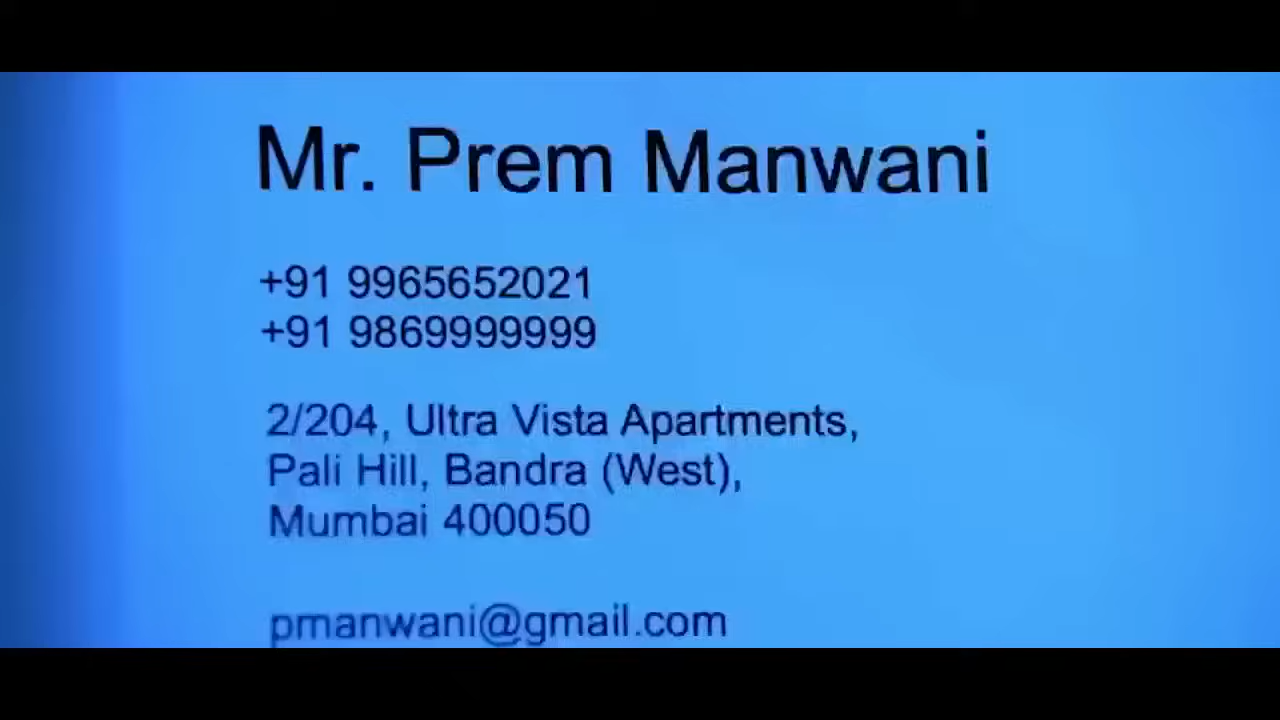 Mr. Prem Manwani
+91 9965652021
+91 9869999999
2/204, Ultra Vista Apartments,
Pali Hill, Bandra (West),
Mumbai 400050
pmanwani@gmail.com